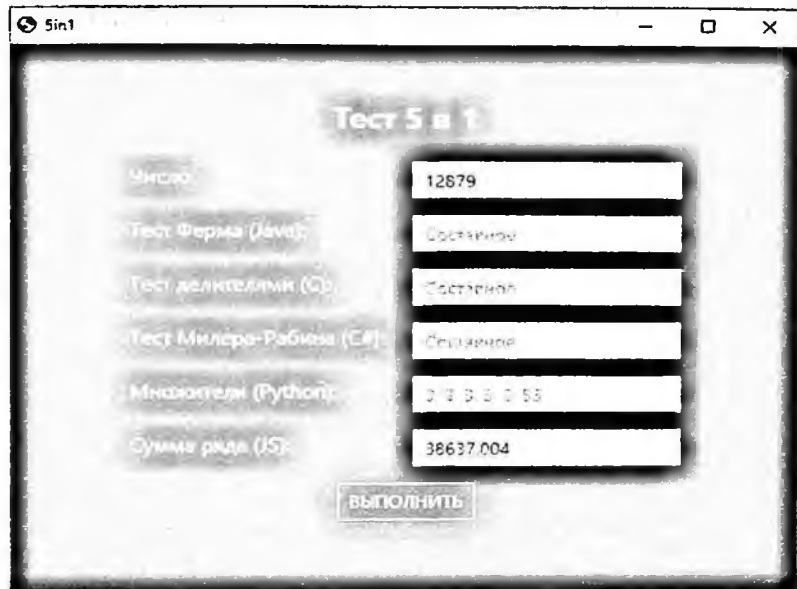 5in1
Тест 5 в 1
Число:
12879
Тест Ферма (Java):
Составное
Тест делителями (C):
Составное
Тест Милера-Рабина (C#):
Составное
Множители (Python):
Сумма ряда (JS):
38637.004
ВЫПОЛНИТЬ